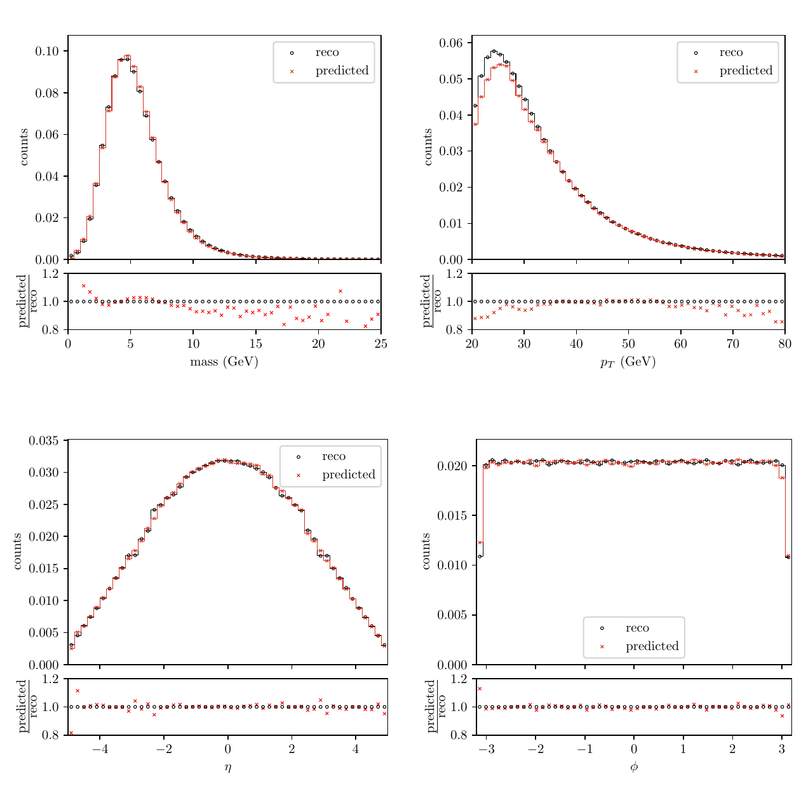 0.10
0.08
0.06
0.04
0.02
0.00
counts
reco
predicted
1.2
1.0
0.8
predicted
reco
0 5 10 15 20 25
mass (GeV)
0.06
0.05
0.04
0.03
0.02
0.01
0.00
counts
reco
predicted
1.2
1.0
0.8
predicted
reco
20 30 40 50 60 70 80
p_T (GeV)
0.035
0.030
0.025
0.020
0.015
0.010
0.005
0.000
counts
reco
predicted
1.2
1.0
0.8
predicted
reco
−4 −2 0 2 4
η
0.020
0.015
0.010
0.005
0.000
counts
reco
predicted
1.2
1.0
0.8
predicted
reco
−3 −2 −1 0 1 2 3
ϕ